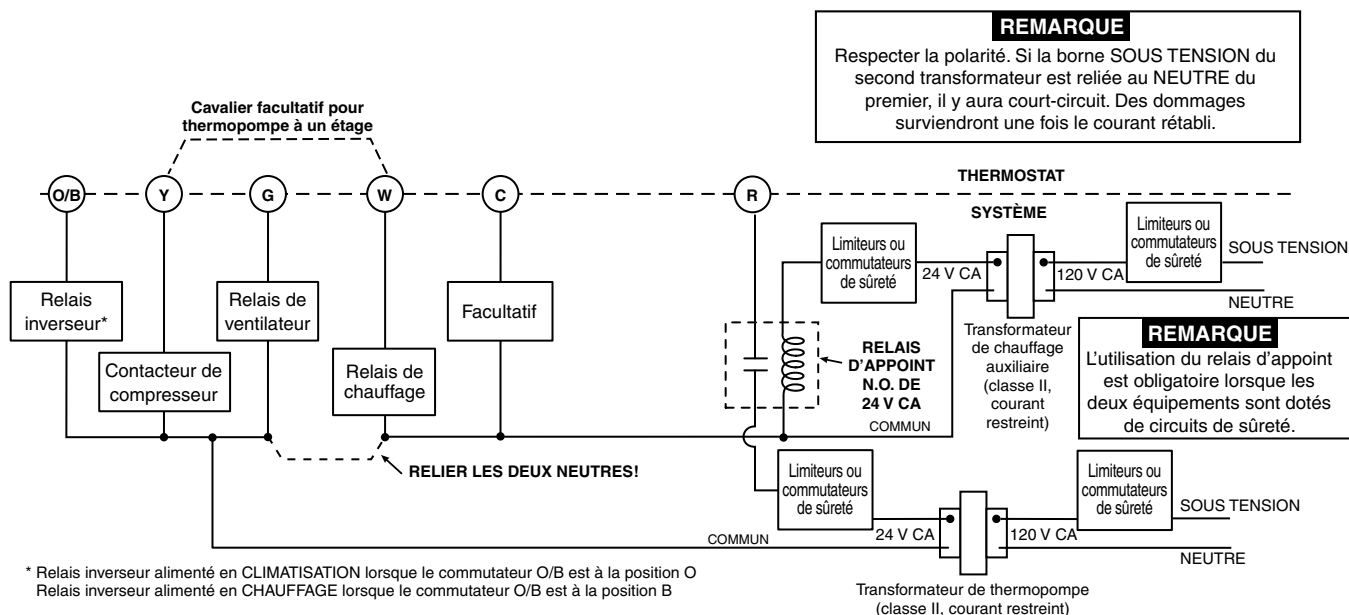 REMARQUE
Respecter la polarité. Si la borne SOUS TENSION du
second transformateur est reliée au NEUTRE du
premier, il y aura court-circuit. Des dommages
surviendront une fois le courant rétabli.
Cavalier facultatif pour
thermopompe à un étage
O/B
Y
G
W
C
R
THERMOSTAT
SYSTÈME
Limiteurs ou
commutateurs
de sûreté
24 V CA
120 V CA
Limiteurs ou
commutateurs
de sûreté
SOUS TENSION
NEUTRE
Relais
inverseur*
Contacteur de
compresseur
Relais de
ventilateur
Relais de
chauffage
Facultatif
RELAIS
D'APPOINT
N.O. DE
24 V CA
Transformateur
de chauffage
auxiliaire
(classe II,
courant
restreint)
REMARQUE
L'utilisation du relais d'appoint
est obligatoire lorsque les
deux équipements sont dotés
de circuits de sûreté.
COMMUN
RELIER LES DEUX NEUTRES!
Limiteurs ou
commutateurs
de sûreté
24 V CA
120 V CA
Limiteurs ou
commutateurs
de sûreté
SOUS TENSION
NEUTRE
COMMUN
Transformateur de thermopompe
(classe II, courant restreint)
* Relais inverseur alimenté en CLIMATISATION lorsque le commutateur O/B est à la position O
Relais inverseur alimenté en CHAUFFAGE lorsque le commutateur O/B est à la position B